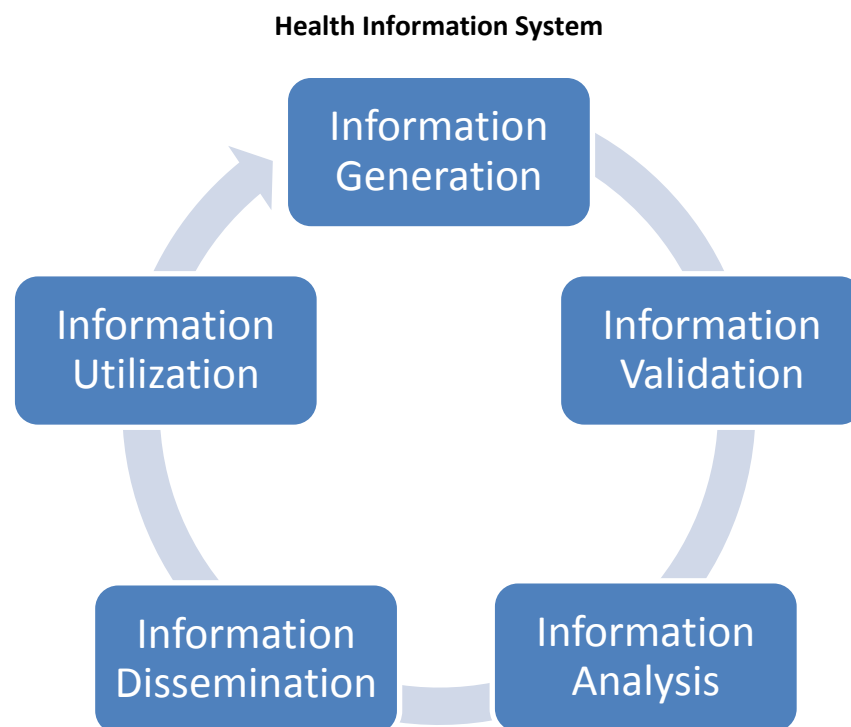 Health Information System
Information
Generation
Information
Validation
Information
Analysis
Information
Dissemination
Information
Utilization